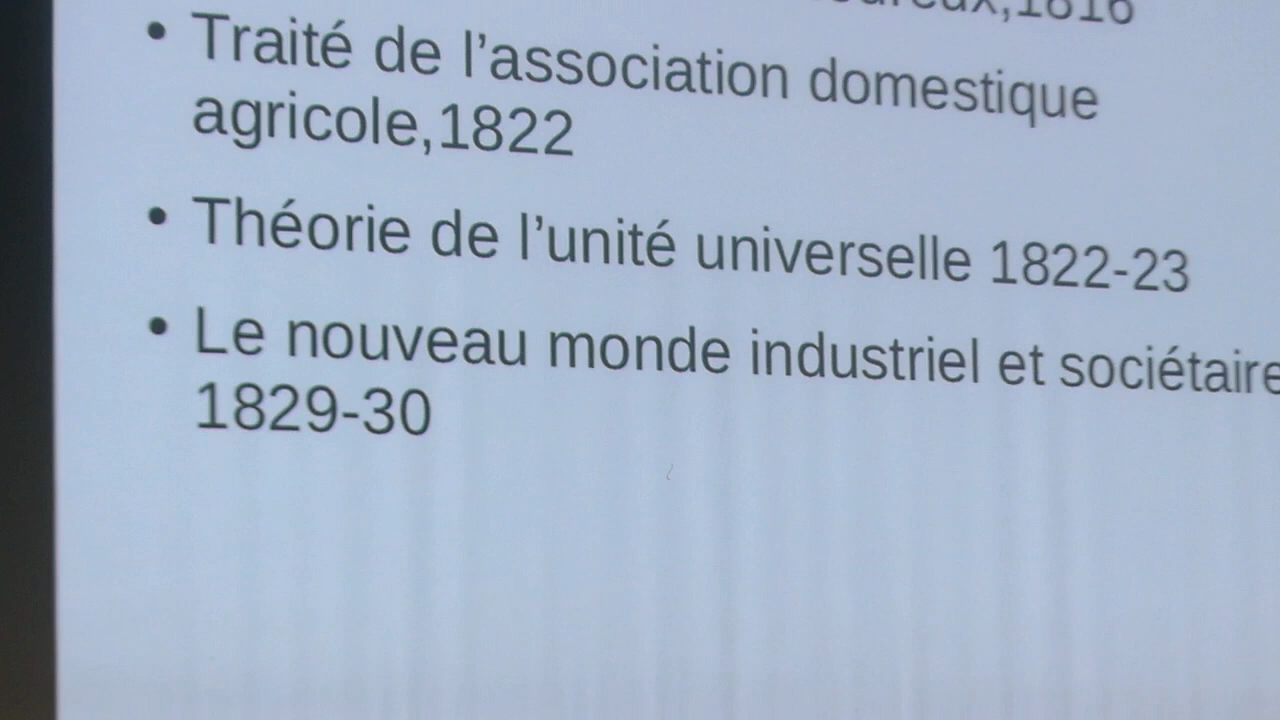 • Traité de l’association domestique
agricole,1822
• Théorie de l’unité universelle 1822-23
• Le nouveau monde industriel et sociétaire
1829-30